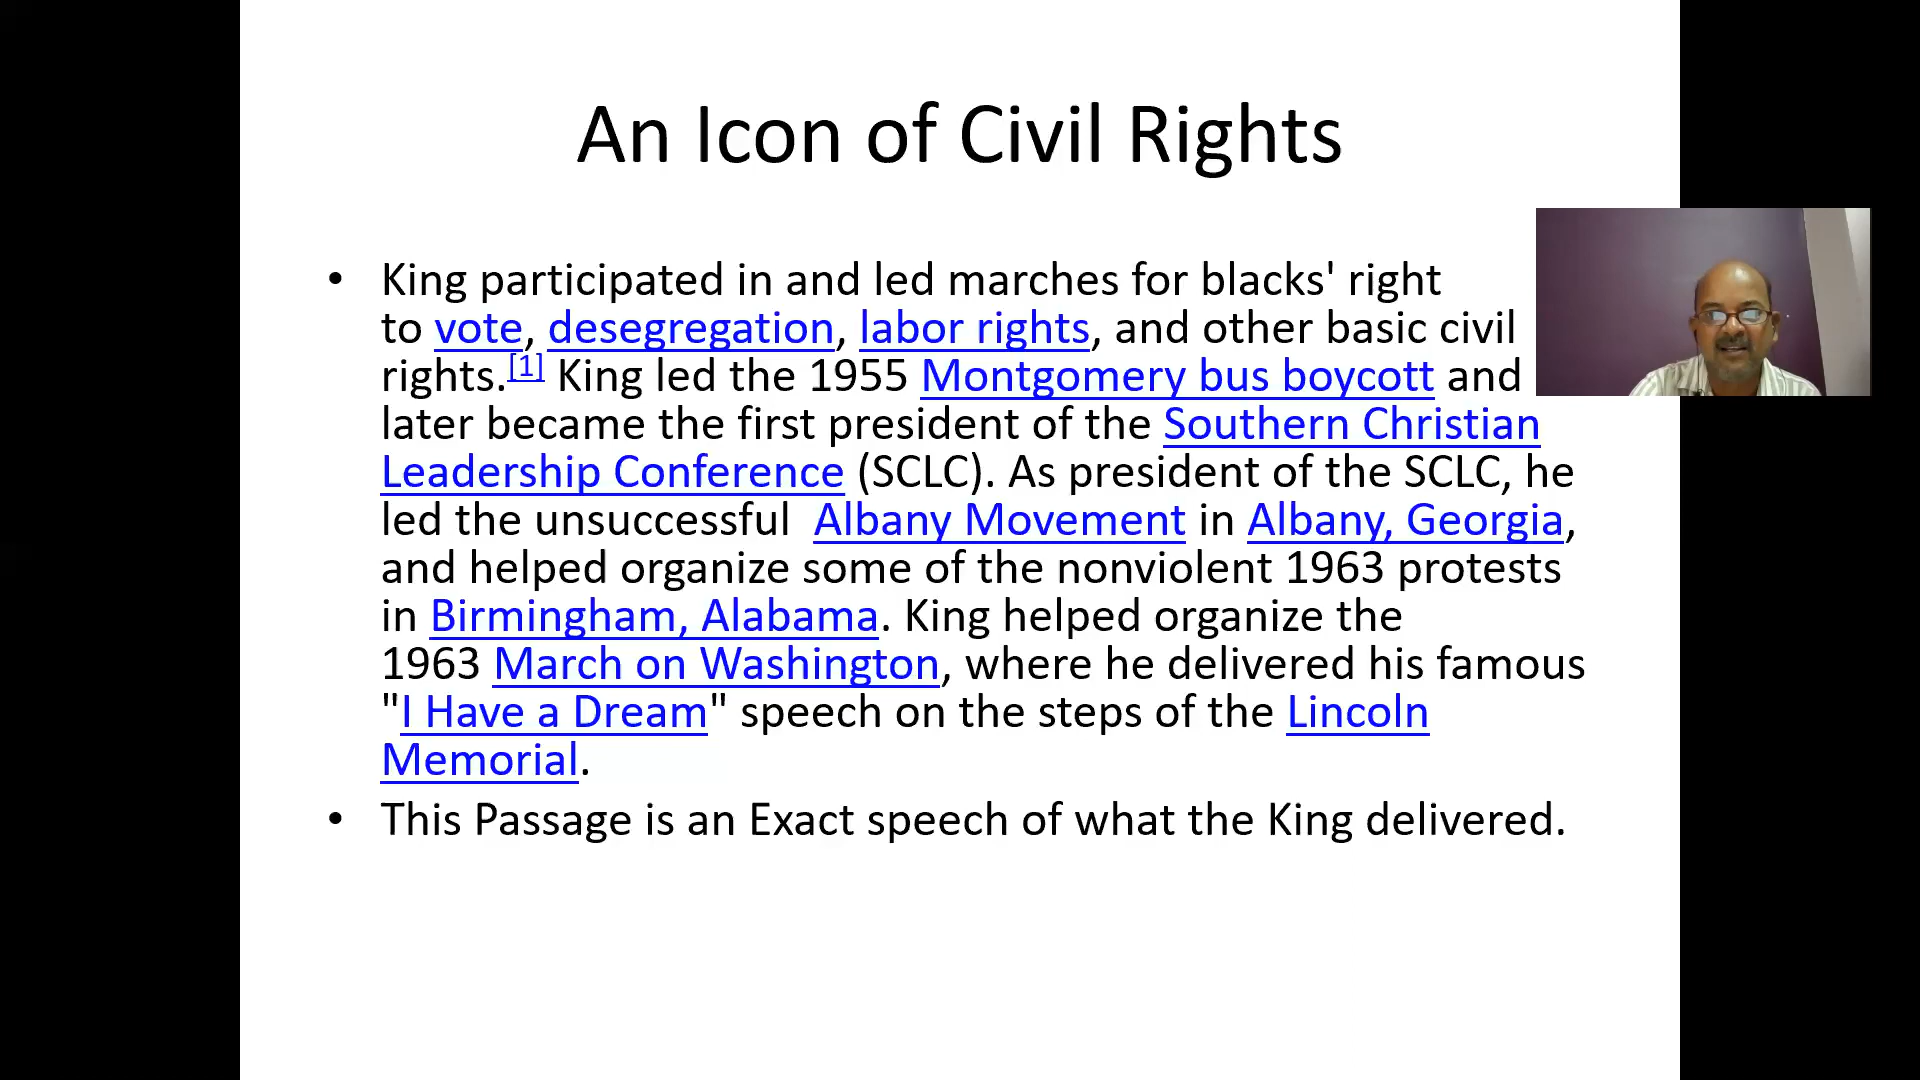 An Icon of Civil Rights
• King participated in and led marches for blacks' right
to vote, desegregation, labor rights, and other basic civil
rights.[1] King led the 1955 Montgomery bus boycott and
later became the first president of the Southern Christian
Leadership Conference (SCLC). As president of the SCLC, he
led the unsuccessful  Albany Movement in Albany, Georgia,
and helped organize some of the nonviolent 1963 protests
in Birmingham, Alabama. King helped organize the
1963 March on Washington, where he delivered his famous
"I Have a Dream" speech on the steps of the Lincoln
Memorial.
• This Passage is an Exact speech of what the King delivered.